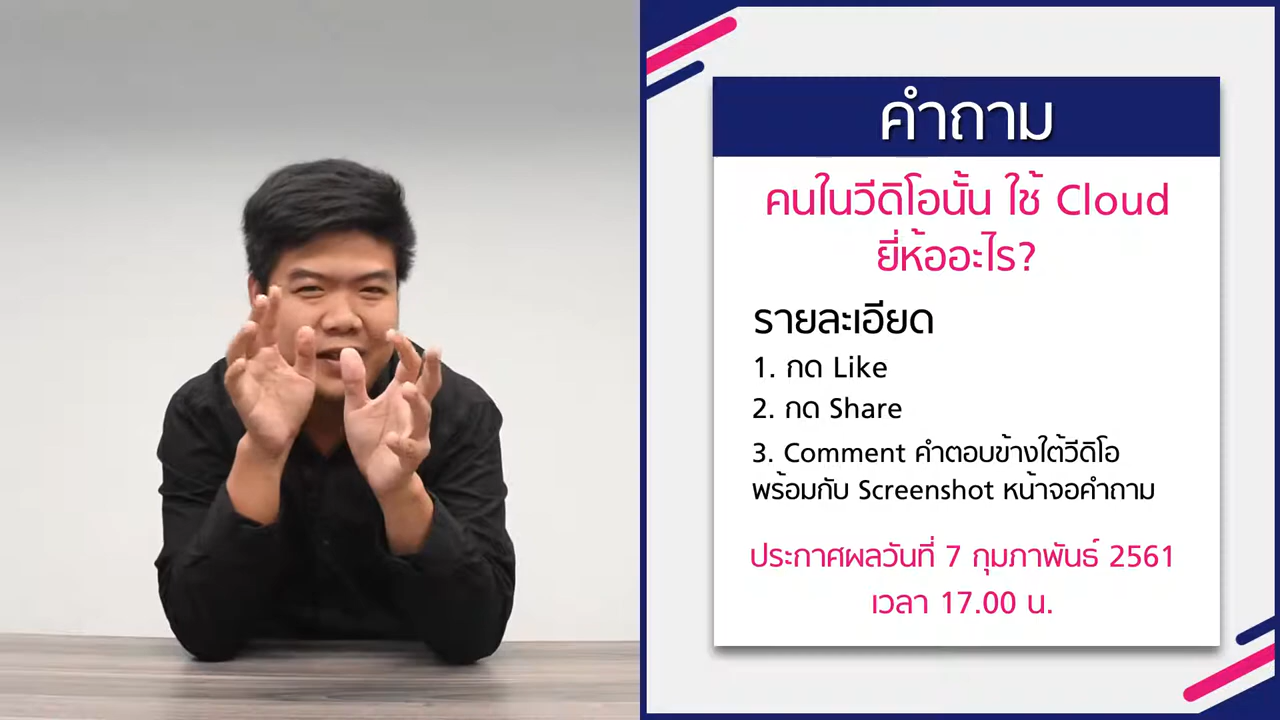 คำถาม
คนในวีดิโอนั้น ใช้ Cloud
ยี่ห้ออะไร?
รายละเอียด
1. กด Like
2. กด Share
3. Comment คำตอบข้างใต้วีดิโอ
พร้อมกับ Screenshot หน้าจอคำถาม
ประกาศผลวันที่ 7 กุมภาพันธ์ 2561
เวลา 17.00 น.